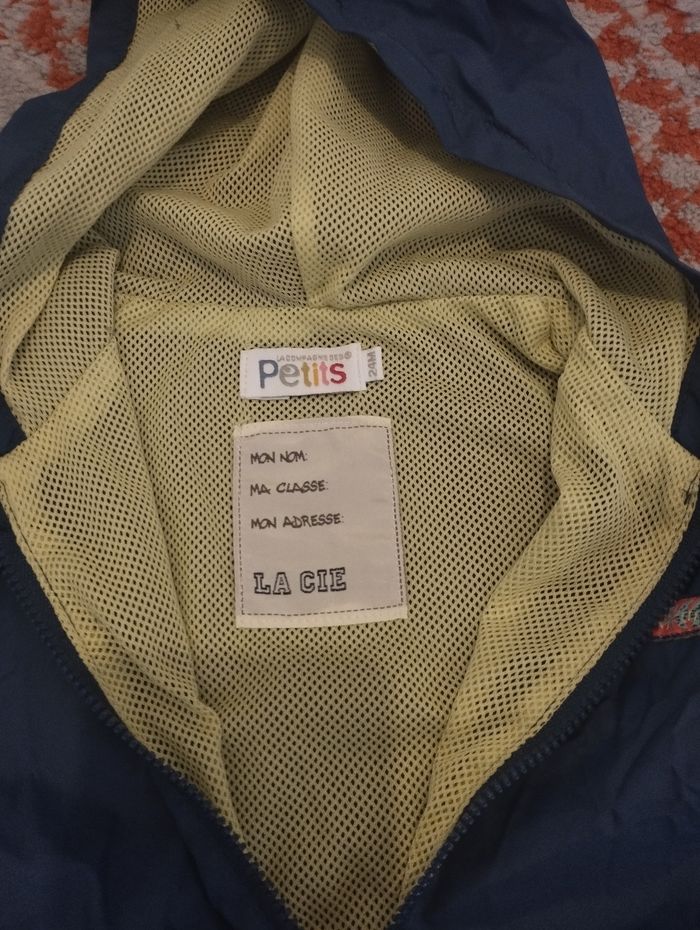 LA COMPAGNIE DES®
Petits
24M
MON NOM:
MA CLASSE:
MON ADRESSE:
LA CIE